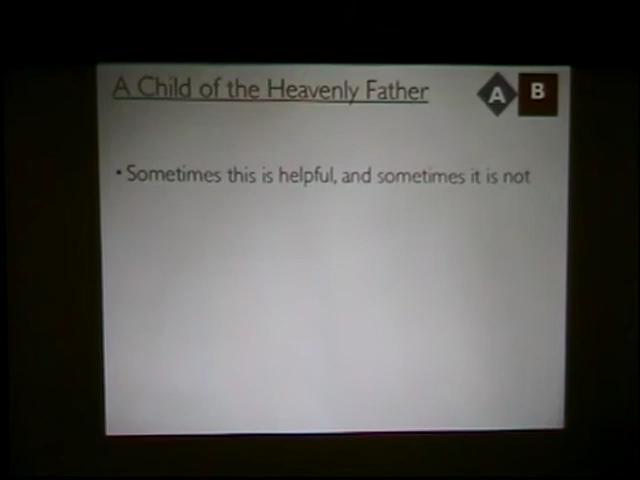 A Child of the Heavenly Father
A B
• Sometimes this is helpful, and sometimes it is not